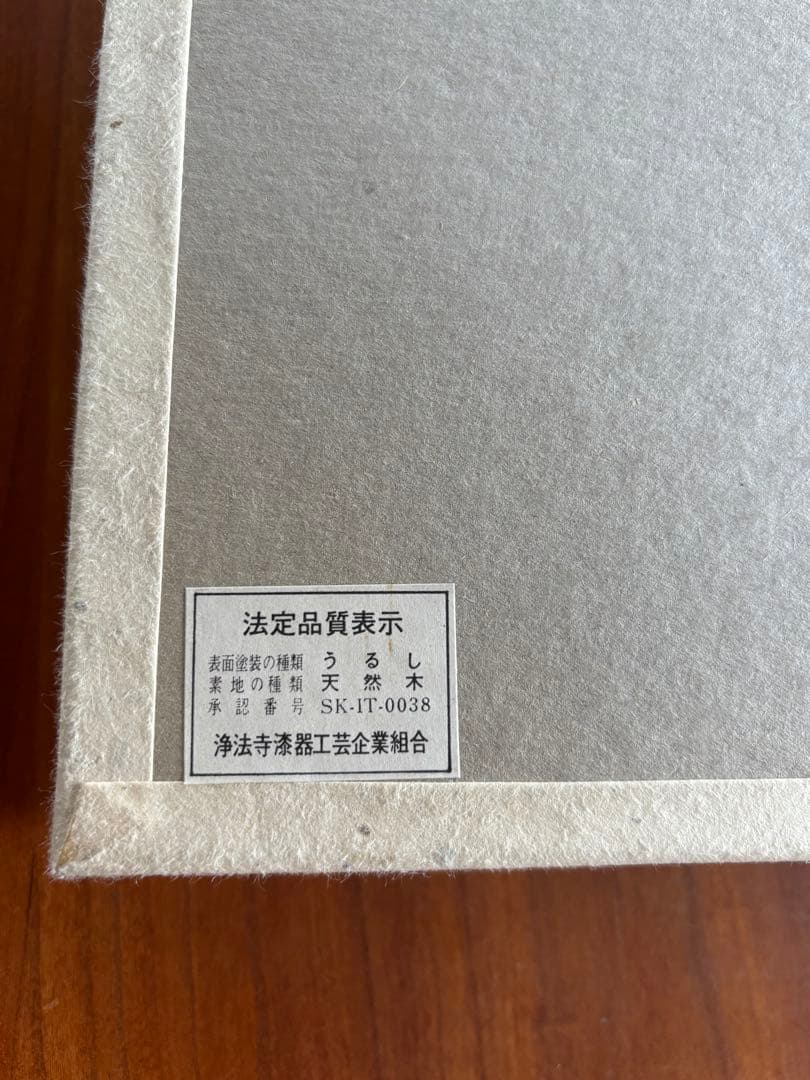 法定品質表示
表面塗装の種類 うるし
素地の種類 天然木
承認番号 SK-IT-0038
浄法寺漆器工芸企業組合